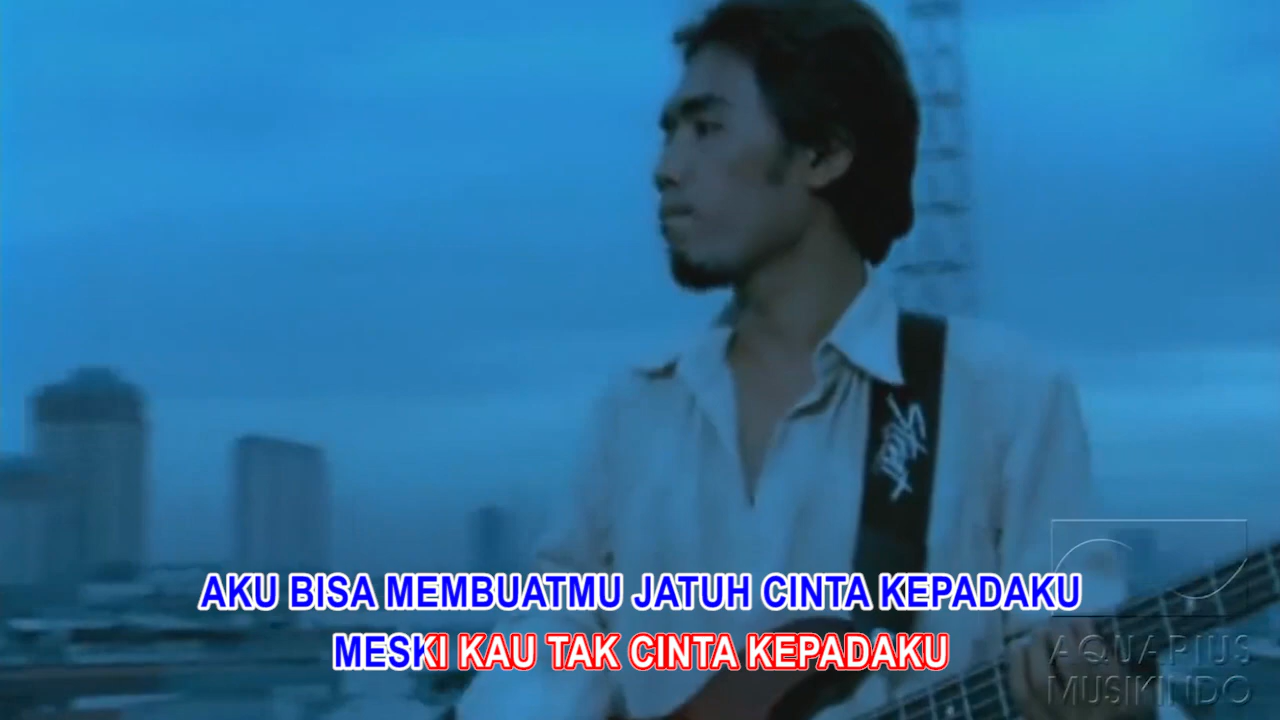 AKU BISA MEMBUATMU JATUH CINTA KEPADAKU
MESKI KAU TAK CINTA KEPADAKU
AQUARIUS
MUSIKINDO